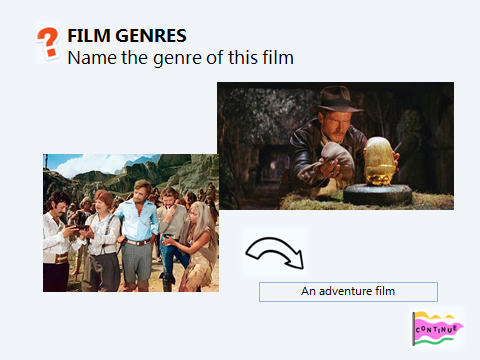 FILM GENRES
Name the genre of this film
An adventure film
CONTINUE